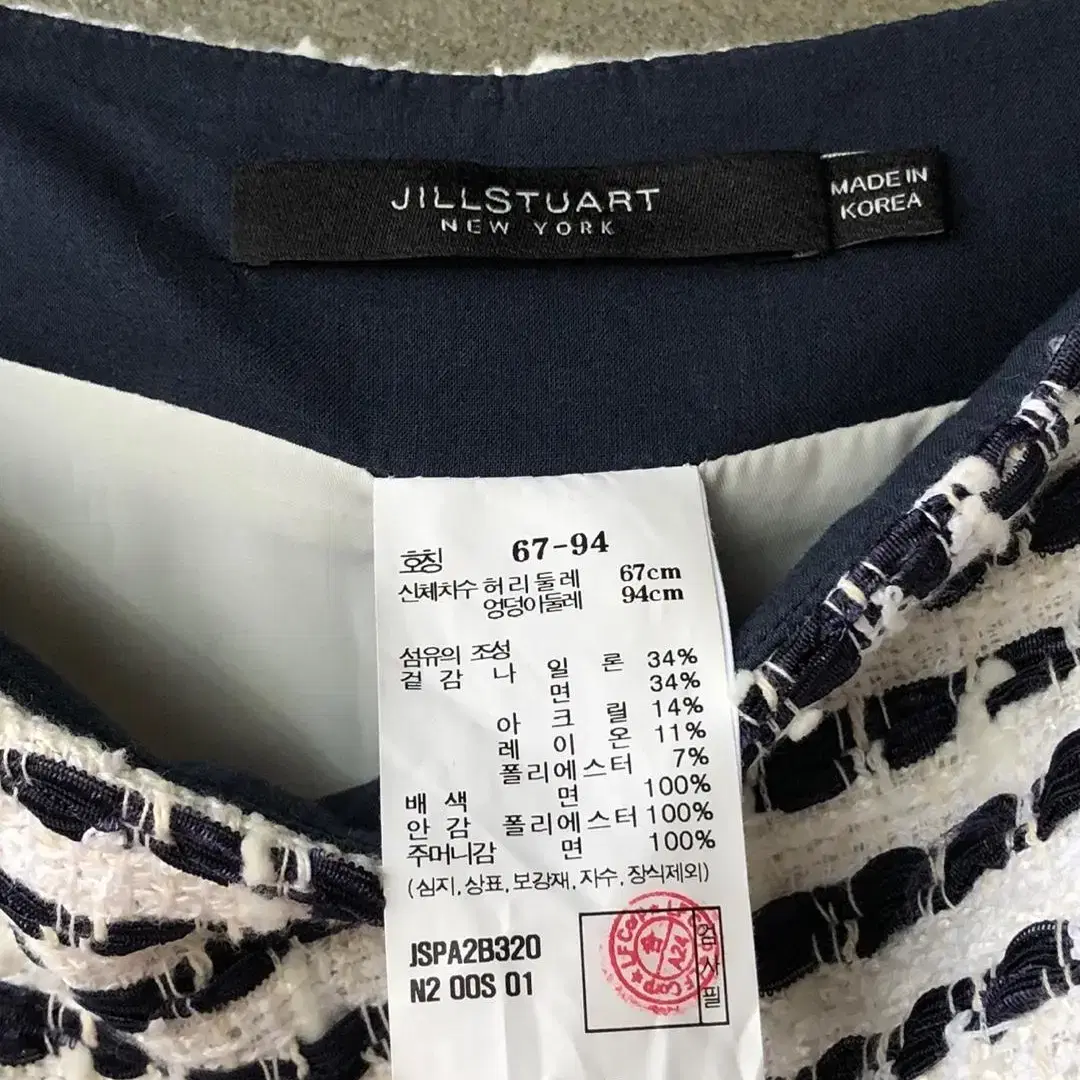 JILLSTUART
NEW YORK
MADE IN
KOREA
호칭 67-94
신체치수 허리둘레 67cm
엉덩이둘레 94cm
섬유의 조성
겉감 나일론 34%
면 34%
아크릴 14%
레이온 11%
폴리에스터 7%
배색 면 100%
안감 폴리에스터 100%
주머니감 면 100%
(심지, 상표, 보강재, 자수, 장식제외)
JSPA2B320
N2 00S 01
검사필
LF Corp
A24